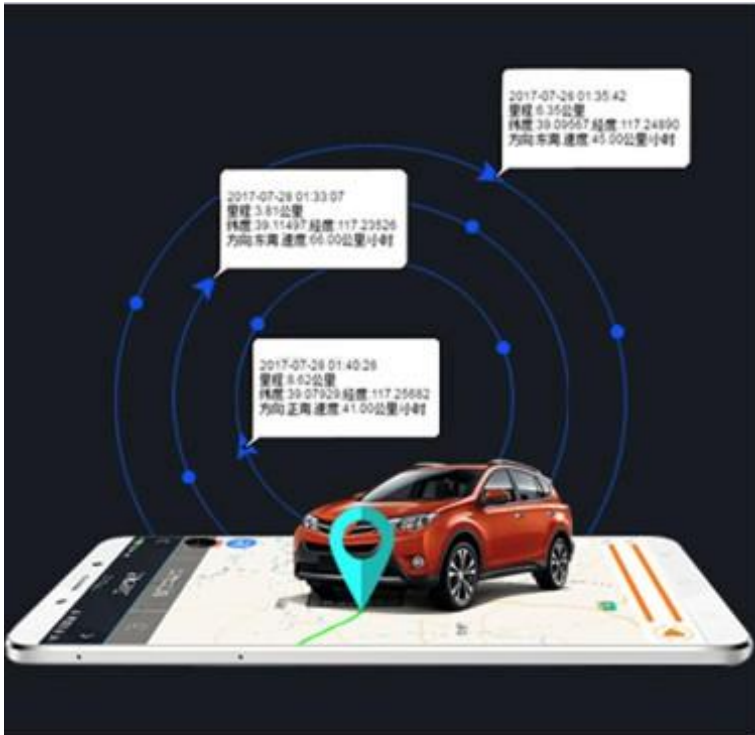 2017-07-28 01:35:42
里程:6.35公里
纬度:39.09567,经度:117.24890
方向:东南,速度:45.00公里/小时
2017-07-28 01:33:07
里程:3.81公里
纬度:39.11497,经度:117.23526
方向:东南,速度:66.00公里/小时
2017-07-28 01:40:26
里程:8.62公里
纬度:39.07929,经度:117.25682
方向:正南,速度:41.00公里/小时